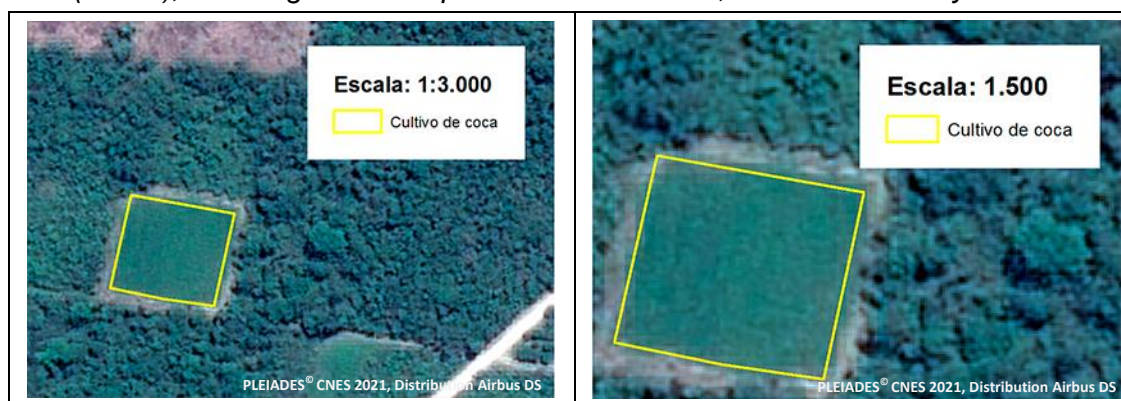 Escala: 1:3.000
Cultivo de coca
PLEIADES© CNES 2021, Distribution Airbus DS
Escala: 1.500
Cultivo de coca
PLEIADES© CNES 2021, Distribution Airbus DS